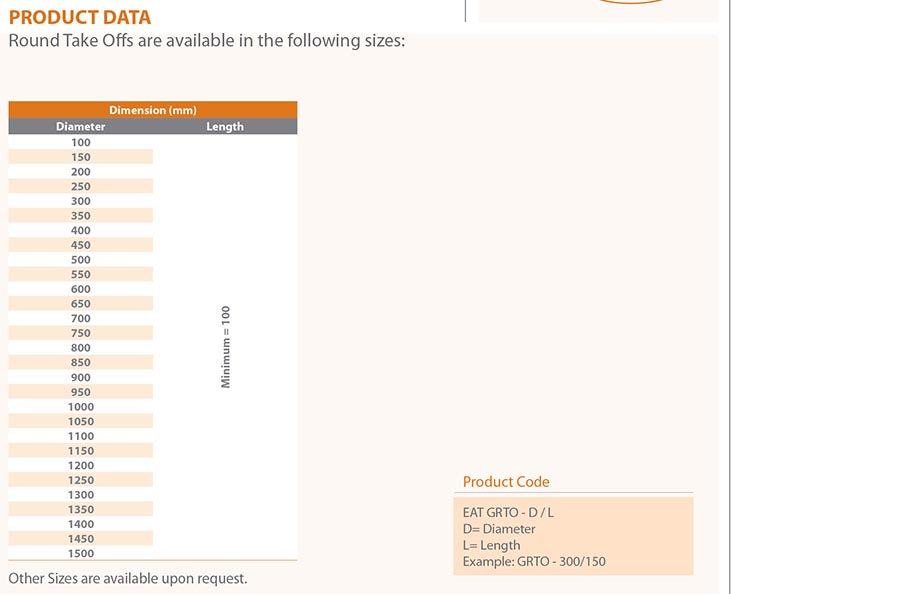 PRODUCT DATA
Round Take Offs are available in the following sizes:
Dimension (mm)
Diameter Length
100
150
200
250
300
350
400
450
500
550
600
650
700
750
800
850
900
950
1000
1050
1100
1150
1200
1250
1300
1350
1400
1450
1500
Minimum = 100
Other Sizes are available upon request.
Product Code
EAT GRTO - D / L
D= Diameter
L= Length
Example: GRTO - 300/150